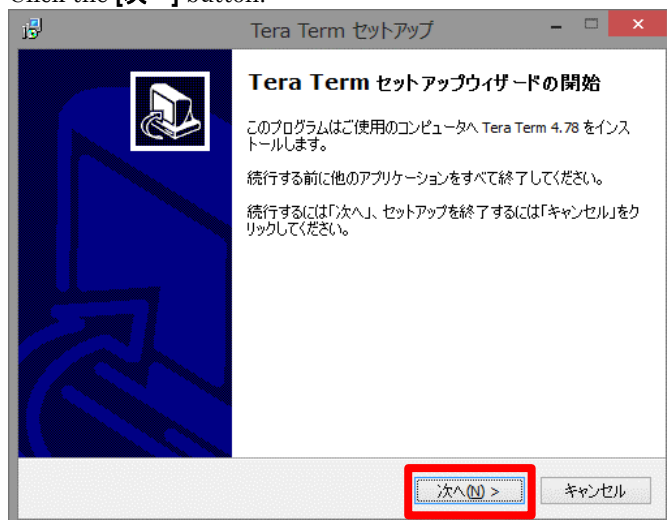 Click the [次へ] button.
Tera Term セットアップ
Tera Term セットアップウィザードの開始
このプログラムはご使用のコンピュータへ Tera Term 4.78 をインス
トールします。
続行する前に他のアプリケーションをすべて終了してください。
続行するには「次へ」、セットアップを終了するには「キャンセル」をク
リックしてください。
次へ(N) >
キャンセル